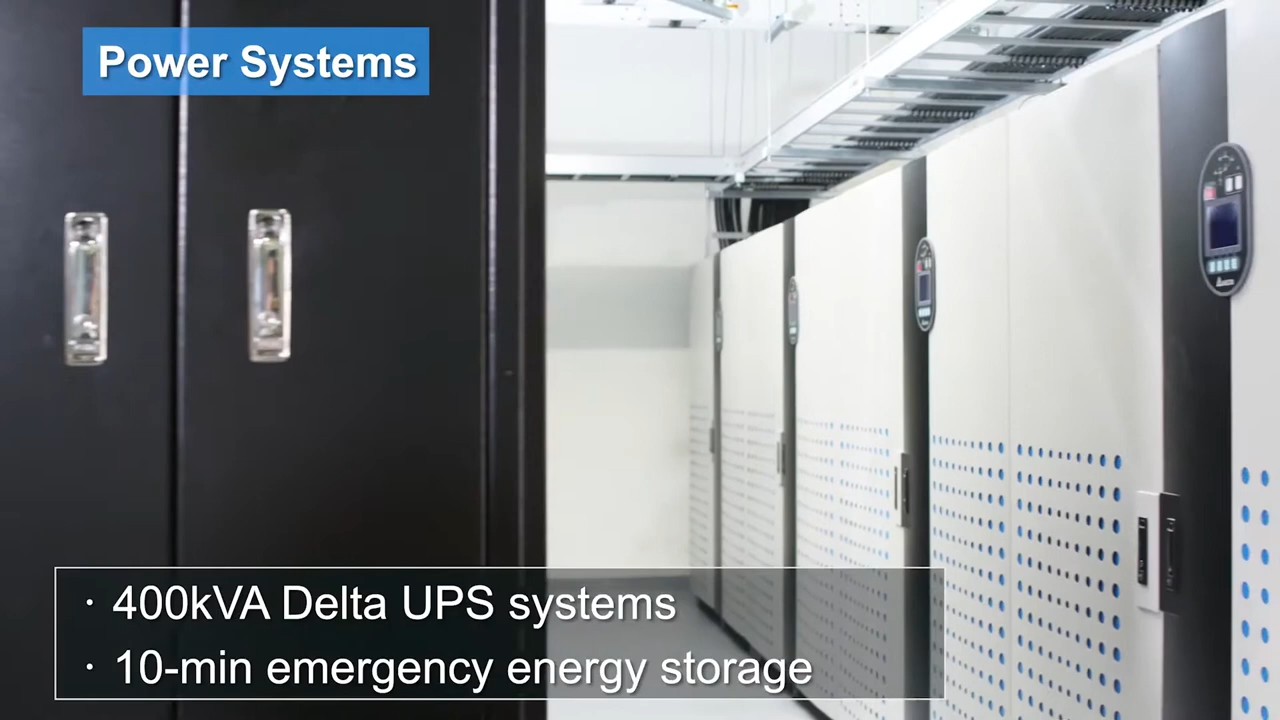 Power Systems
· 400kVA Delta UPS systems
· 10-min emergency energy storage